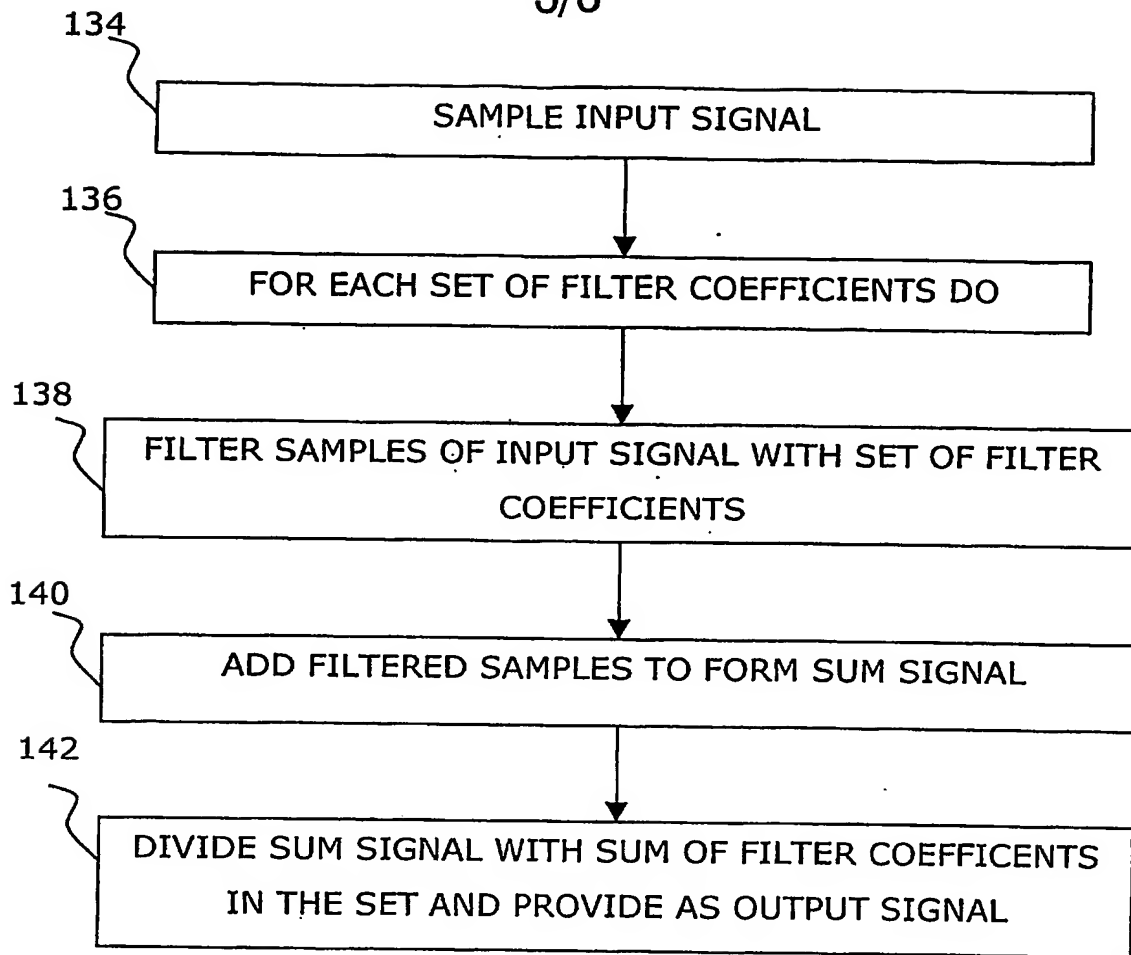 134
SAMPLE INPUT SIGNAL
136
FOR EACH SET OF FILTER COEFFICIENTS DO
138
FILTER SAMPLES OF INPUT SIGNAL WITH SET OF FILTER
COEFFICIENTS
140
ADD FILTERED SAMPLES TO FORM SUM SIGNAL
142
DIVIDE SUM SIGNAL WITH SUM OF FILTER COEFFICENTS
IN THE SET AND PROVIDE AS OUTPUT SIGNAL